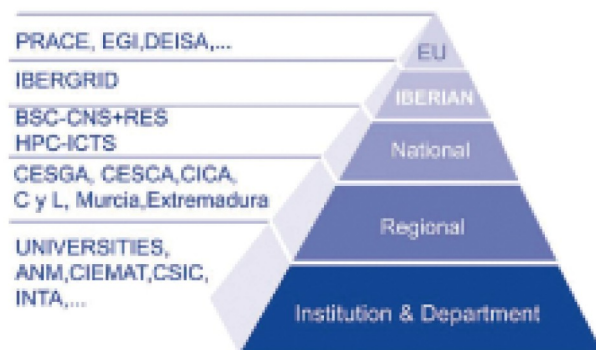 PRACE, EGI,DEISA,...
EU
IBERGRID
IBERIAN
BSC-CNS+RES
HPC-ICTS
National
CESGA, CESCA,CICA,
C y L, Murcia,Extremadura
Regional
UNIVERSITIES,
ANM,CIEMAT,CSIC,
INTA,...
Institution & Department